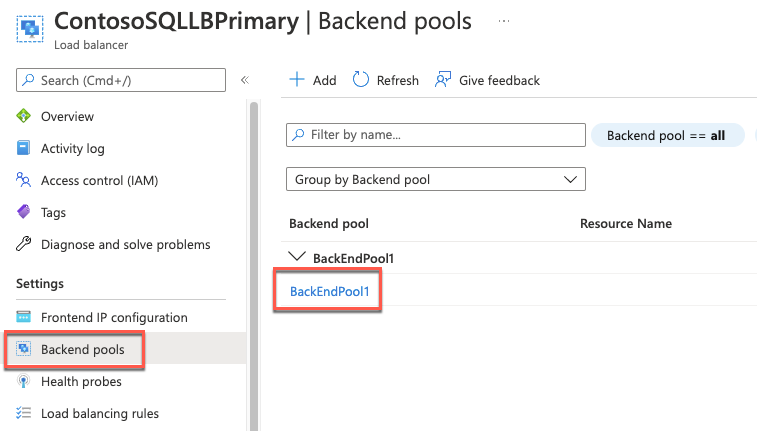 ContosoSQLLBPrimary | Backend pools ...
Load balancer
Search (Cmd+/)
«
Add
Refresh
Give feedback
Overview
Activity log
Access control (IAM)
Tags
Diagnose and solve problems
Settings
Frontend IP configuration
Backend pools
Health probes
Load balancing rules
Filter by name...
Backend pool == all
Group by Backend pool
Backend pool
Resource Name
BackEndPool1
BackEndPool1